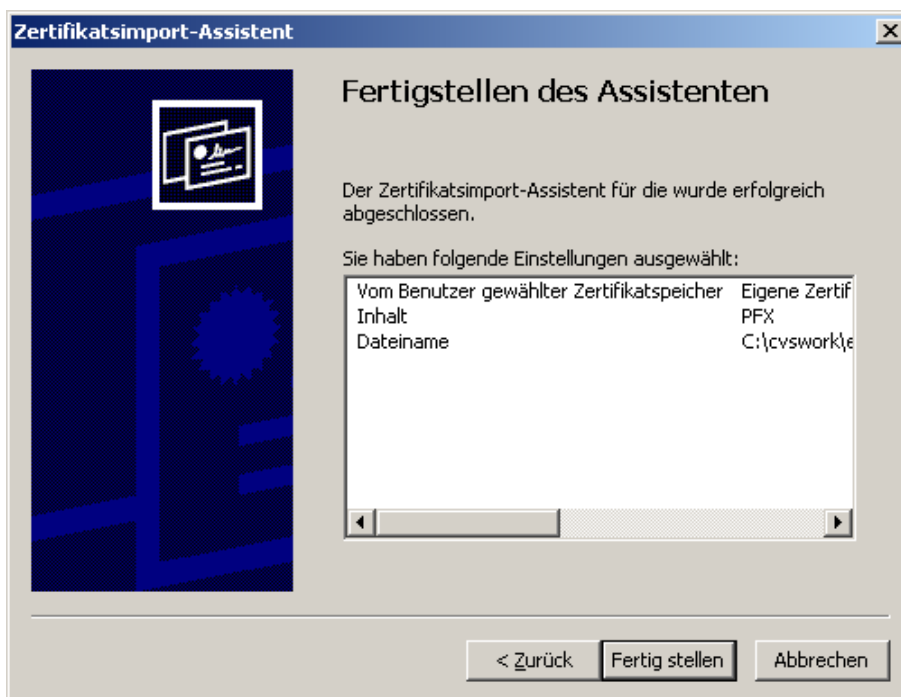 Zertifikatsimport-Assistent
Fertigstellen des Assistenten
Der Zertifikatsimport-Assistent für die wurde erfolgreich
abgeschlossen.
Sie haben folgende Einstellungen ausgewählt:
Vom Benutzer gewählter Zertifikatspeicher Eigene Zertif
Inhalt PFX
Dateiname C:\cvswork\e
< Zurück Fertig stellen Abbrechen